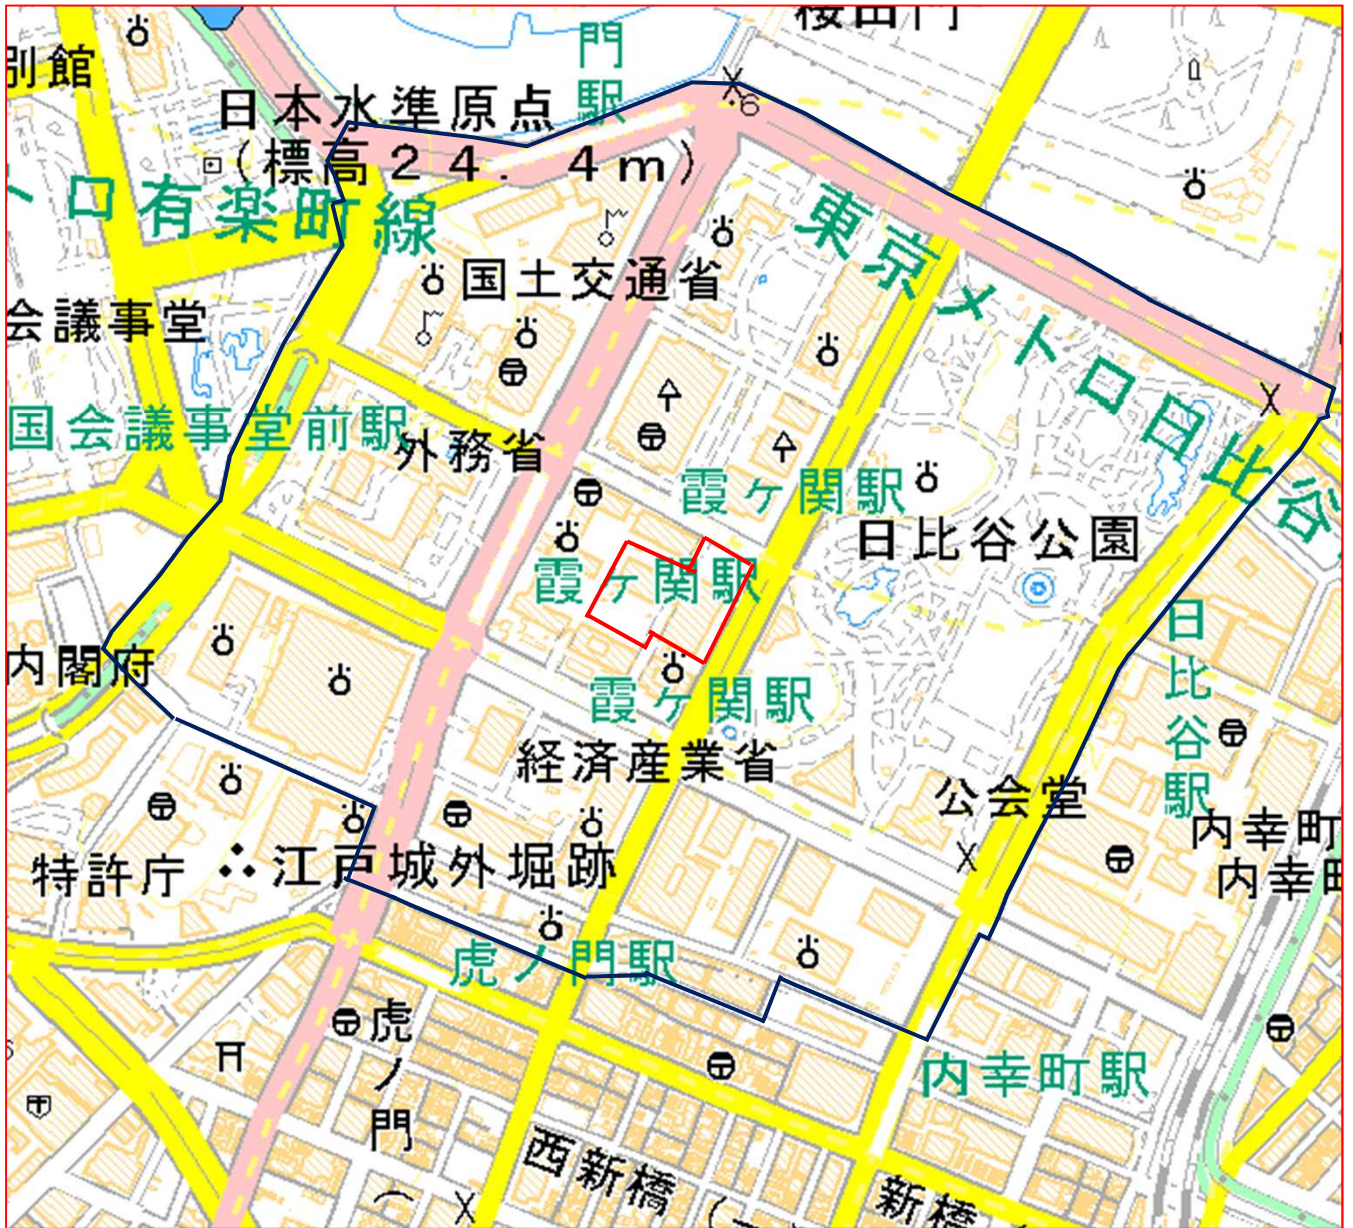 別館
門駅
日本水準原点
(標高24.4m)
6
有楽町線
国土交通省
東京メトロ日比谷
会議事堂
国会議事堂前駅
外務省
霞ヶ関駅
日比谷公園
霞ヶ関駅
日比谷駅
内閣府
霞ヶ関駅
経済産業省
公会堂
内幸町
内幸町
特許庁
江戸城外堀跡
虎ノ門駅
虎ノ門(
内幸町駅
西新橋(
新橋(